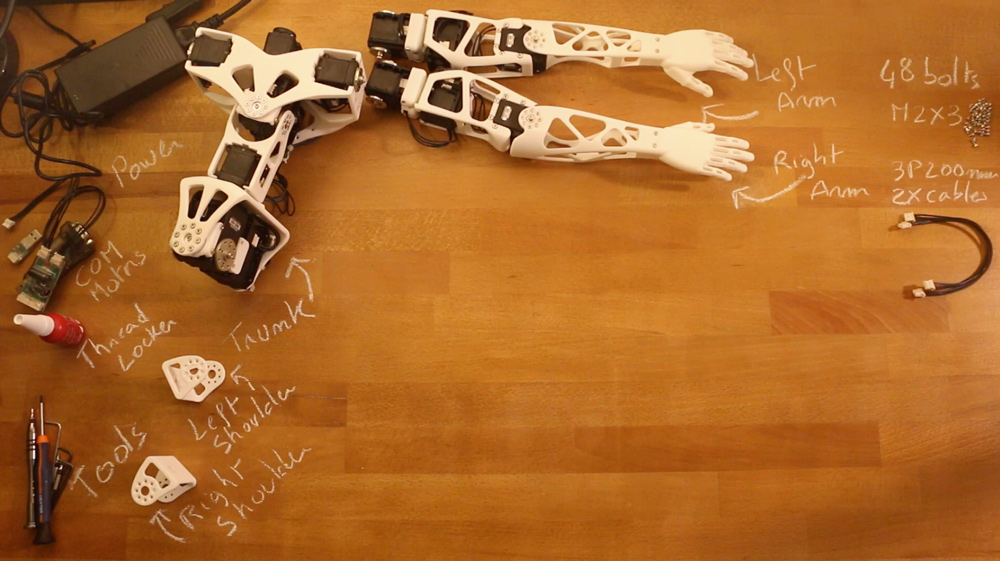 Left
Arm
48 bolts
M2X3
Right
Arm
3P200mm
2X cables
Power
COM
Motors
Thread
Locker
Trunk
Left
Shoulder
Tools
Right
Shoulder